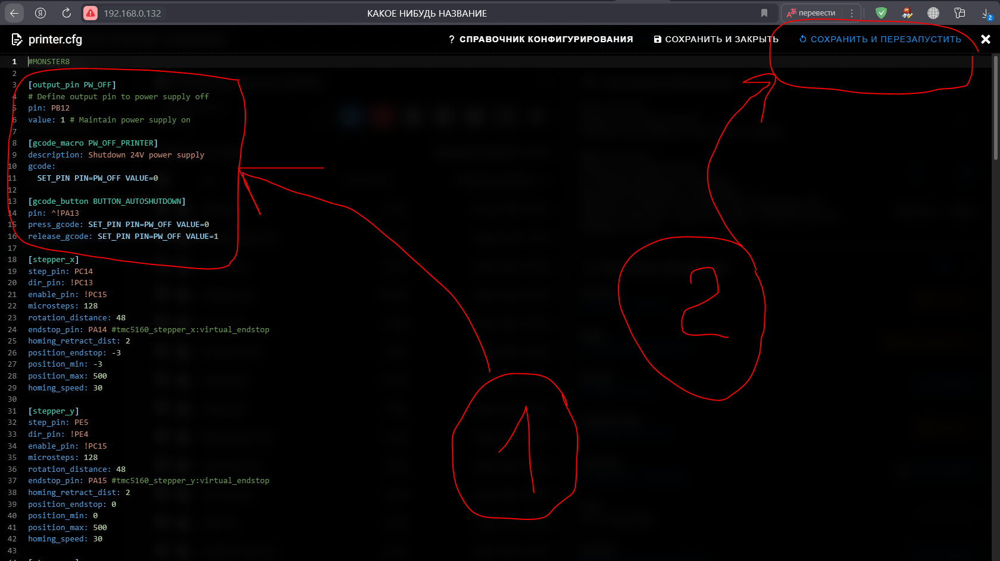 192.168.0.132
КАКОЕ НИБУДЬ НАЗВАНИЕ
перевести
2
printer.cfg
? СПРАВОЧНИК КОНФИГУРИРОВАНИЯ
СОХРАНИТЬ И ЗАКРЫТЬ
СОХРАНИТЬ И ПЕРЕЗАПУСТИТЬ
1 #MONSTER8
2
3 [output_pin PW_OFF]
4 # Define output pin to power supply off
5 pin: PB12
6 value: 1 # Maintain power supply on
7
8 [gcode_macro PW_OFF_PRINTER]
9 description: Shutdown 24V power supply
10 gcode:
11 SET_PIN PIN=PW_OFF VALUE=0
12
13 [gcode_button BUTTON_AUTOSHUTDOWN]
14 pin: ^!PA13
15 press_gcode: SET_PIN PIN=PW_OFF VALUE=0
16 release_gcode: SET_PIN PIN=PW_OFF VALUE=1
17
18 [stepper_x]
19 step_pin: PC14
20 dir_pin: !PC13
21 enable_pin: !PC15
22 microsteps: 128
23 rotation_distance: 48
24 endstop_pin: PA14 #tmc5160_stepper_x:virtual_endstop
25 homing_retract_dist: 2
26 position_endstop: -3
27 position_min: -3
28 position_max: 500
29 homing_speed: 30
30
31 [stepper_y]
32 step_pin: PE5
33 dir_pin: !PE4
34 enable_pin: !PC15
35 microsteps: 128
36 rotation_distance: 48
37 endstop_pin: PA15 #tmc5160_stepper_y:virtual_endstop
38 homing_retract_dist: 2
39 position_endstop: 0
40 position_min: 0
41 position_max: 500
42 homing_speed: 30
43
1
2